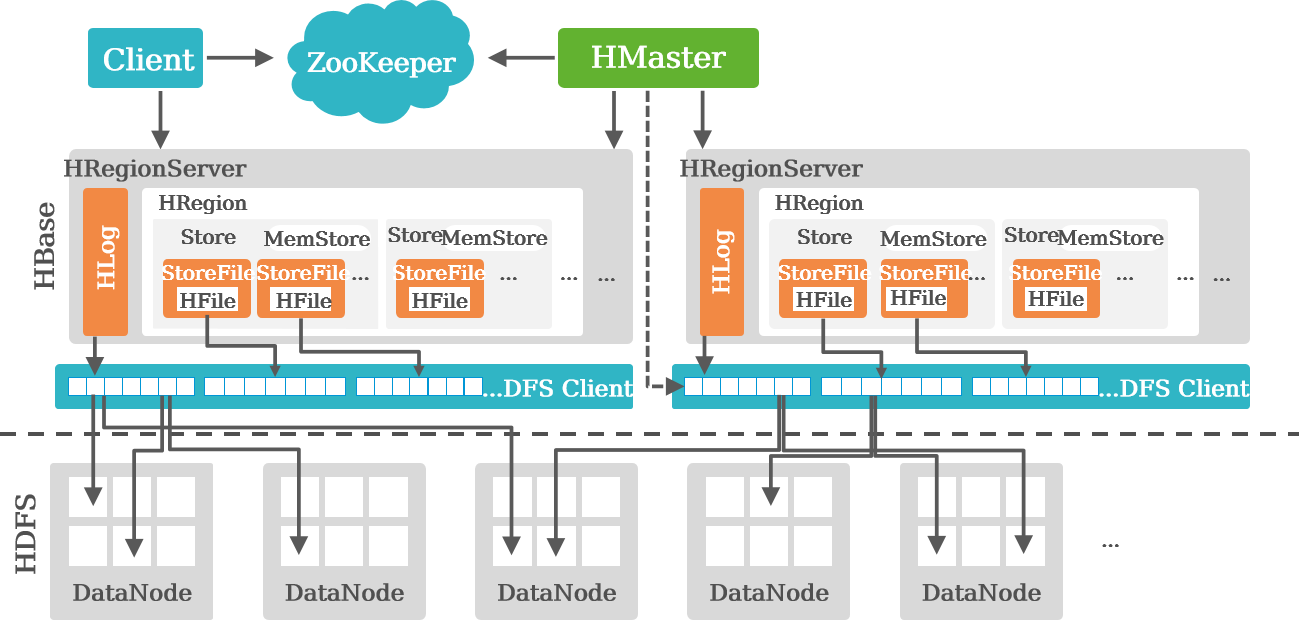 Client
ZooKeeper
HMaster
HBase
HRegionServer
HLog
HRegion
Store
MemStore
StoreFile
HFile
StoreFile
HFile
...
Store
MemStore
StoreFile
HFile
...
...
...
HRegionServer
HLog
HRegion
Store
MemStore
StoreFile
HFile
StoreFile
HFile
...
Store
MemStore
StoreFile
HFile
...
...
...
...DFS Client
...DFS Client
HDFS
DataNode
DataNode
DataNode
DataNode
DataNode
...